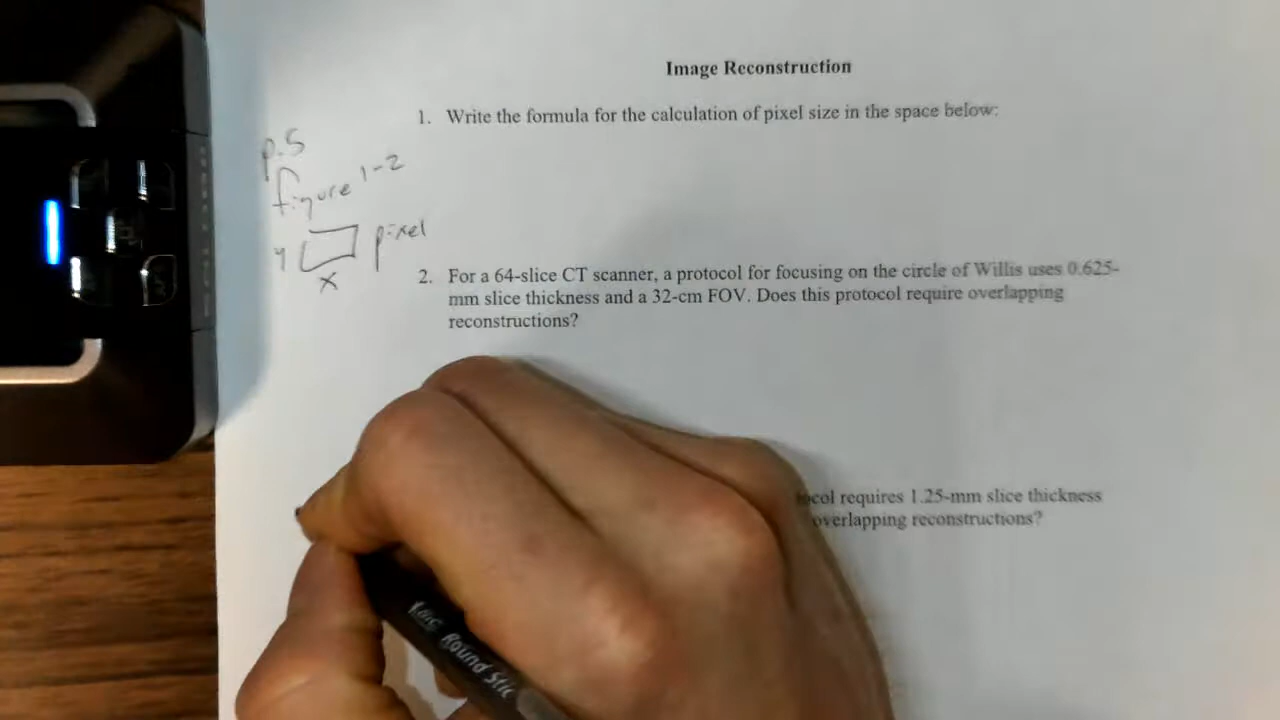 Image Reconstruction
1. Write the formula for the calculation of pixel size in the space below:
p.5
figure 1-2
y pixel
x
2. For a 64-slice CT scanner, a protocol for focusing on the circle of Willis uses 0.625-
mm slice thickness and a 32-cm FOV. Does this protocol require overlapping
reconstructions?
requires 1.25-mm slice thickness
overlapping reconstructions?
Round Stic